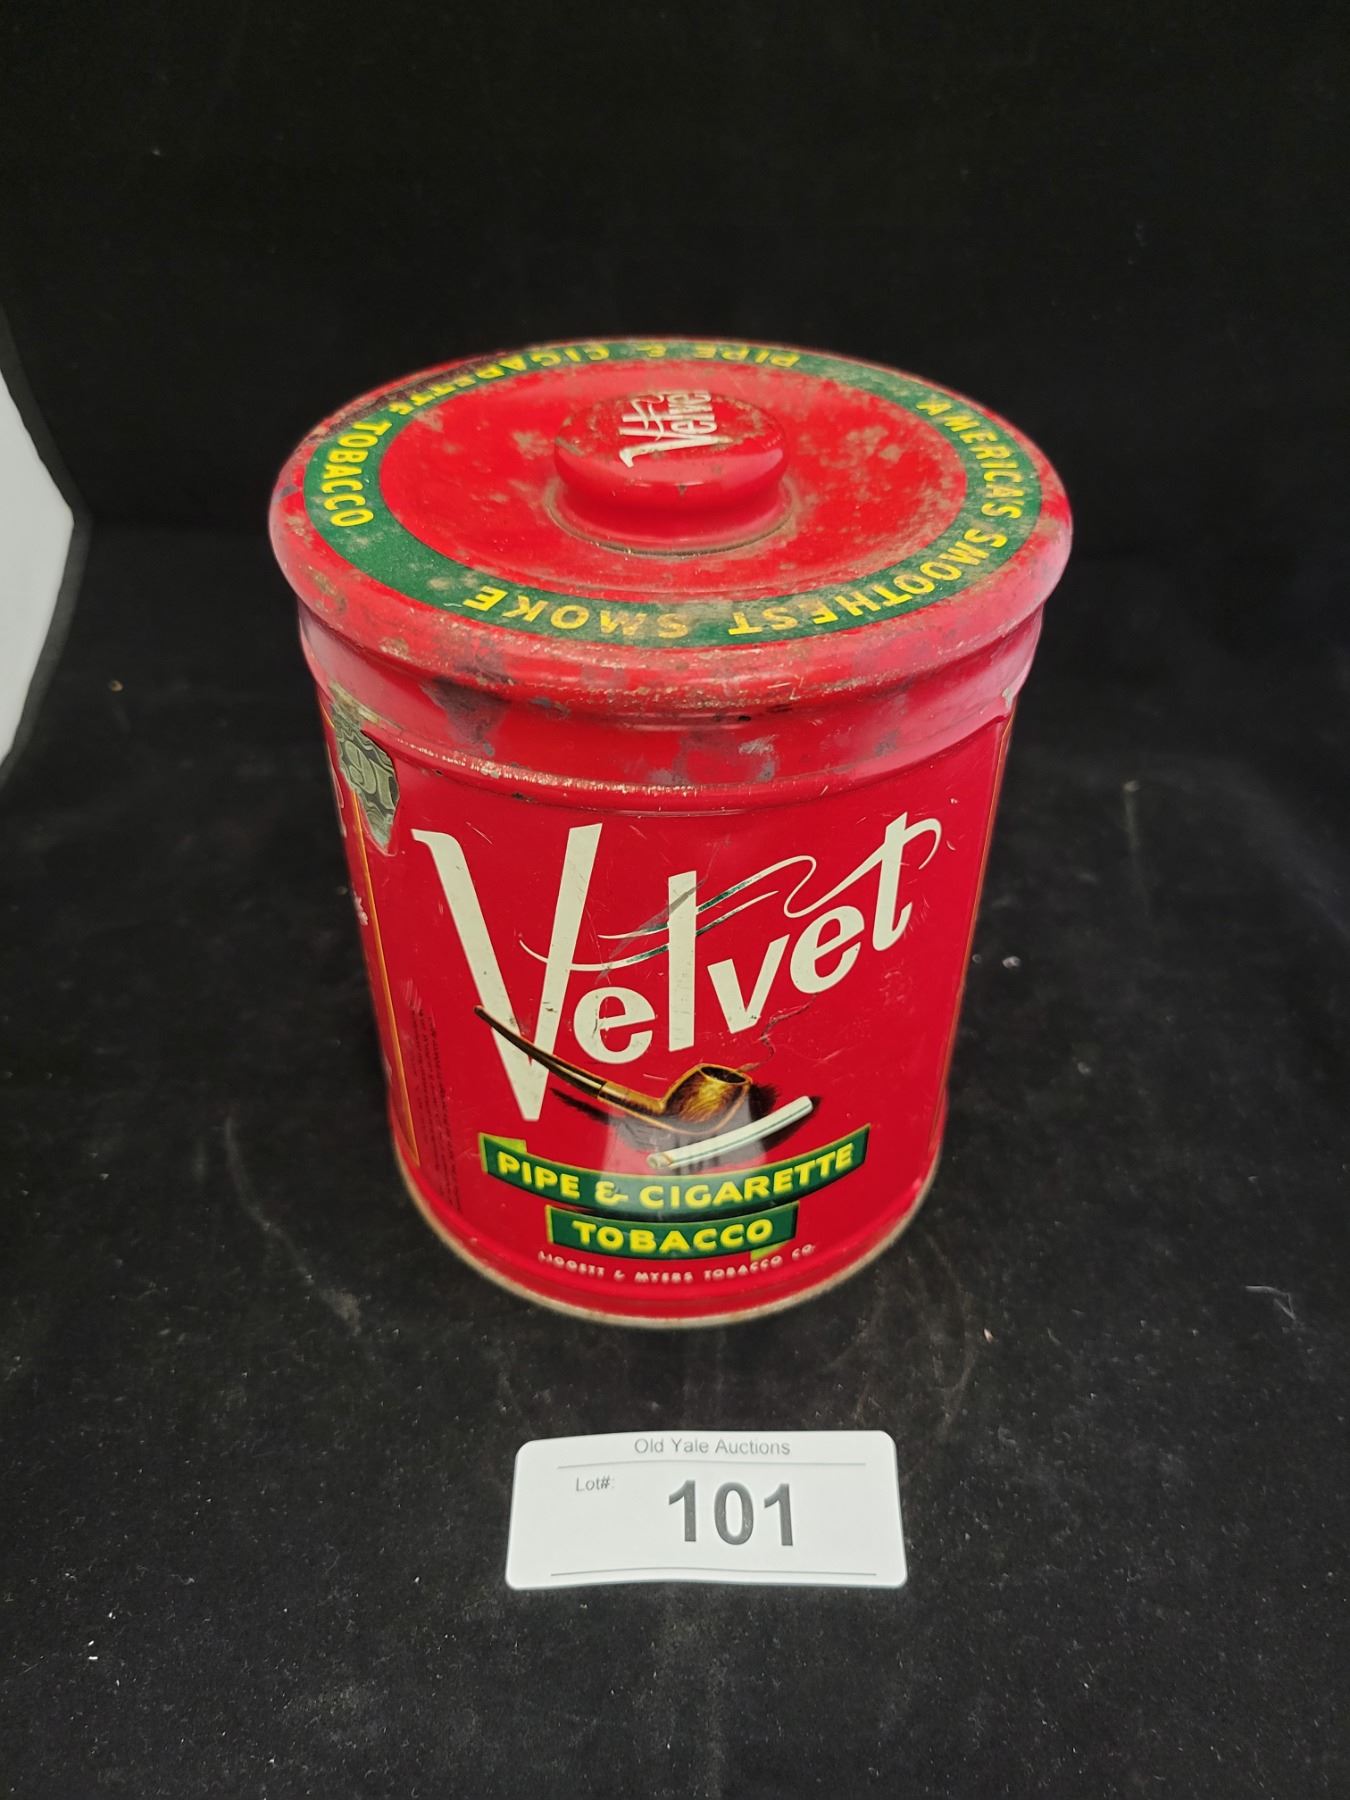 PIPE & CIGARETTE TOBACCO
AMERICAS SMOOTHEST SMOKE
Velvet
Velvet
PIPE & CIGARETTE
TOBACCO
LIGGETT & MYERS TOBACCO CO.
Old Yale Auctions
Lot#:
101